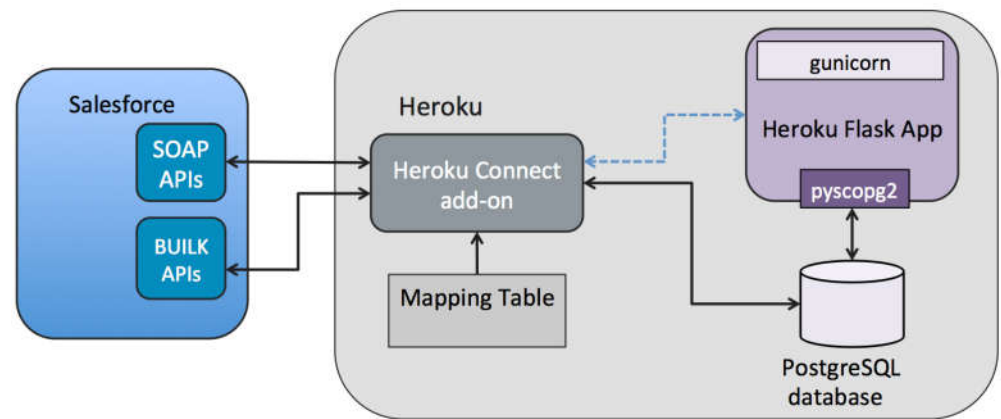 Salesforce
SOAP
APIs
BUILK
APIs
Heroku
Heroku Connect
add-on
Mapping Table
gunicorn
Heroku Flask App
pyscopg2
PostgreSQL
database